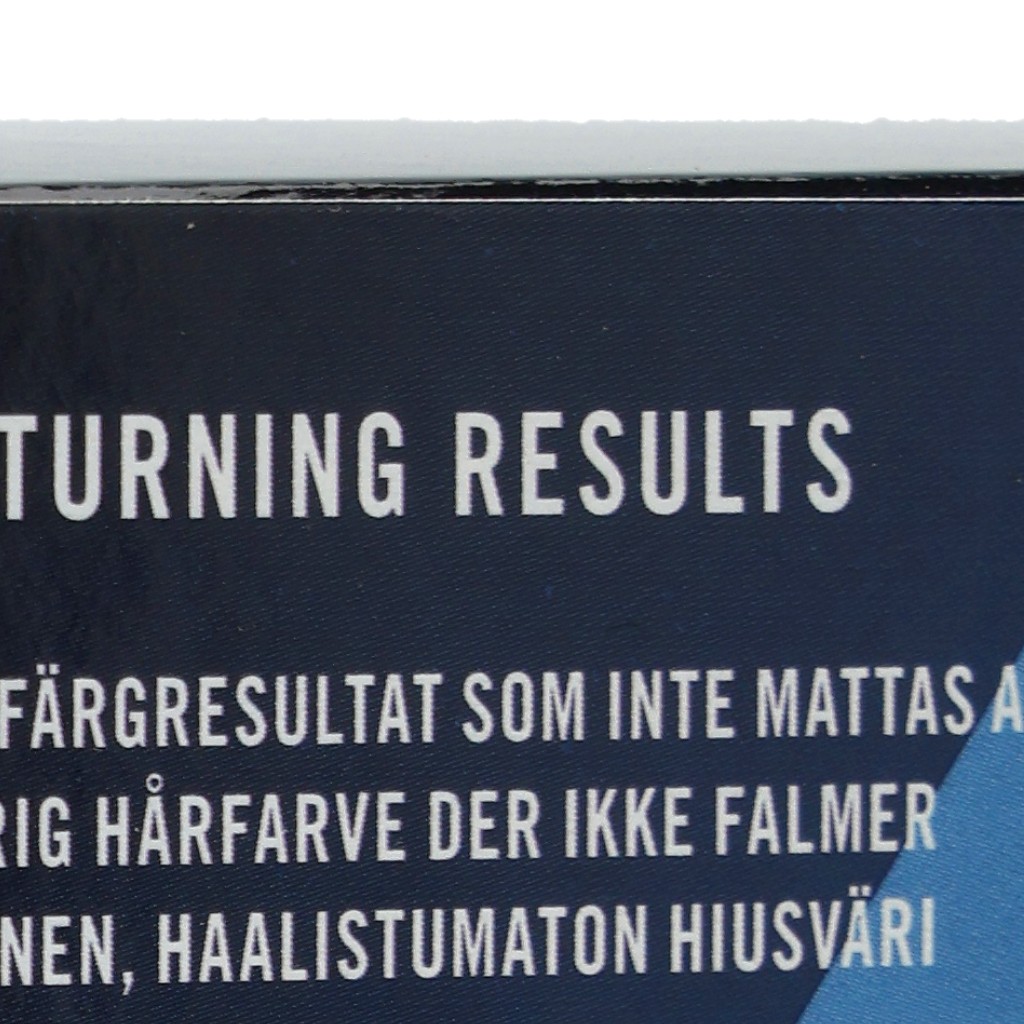 TURNING RESULTS
FÄRGRESULTAT SOM INTE MATTAS A
RIG HÅRFARVE DER IKKE FALMER
NEN, HAALISTUMATON HIUSVÄRI